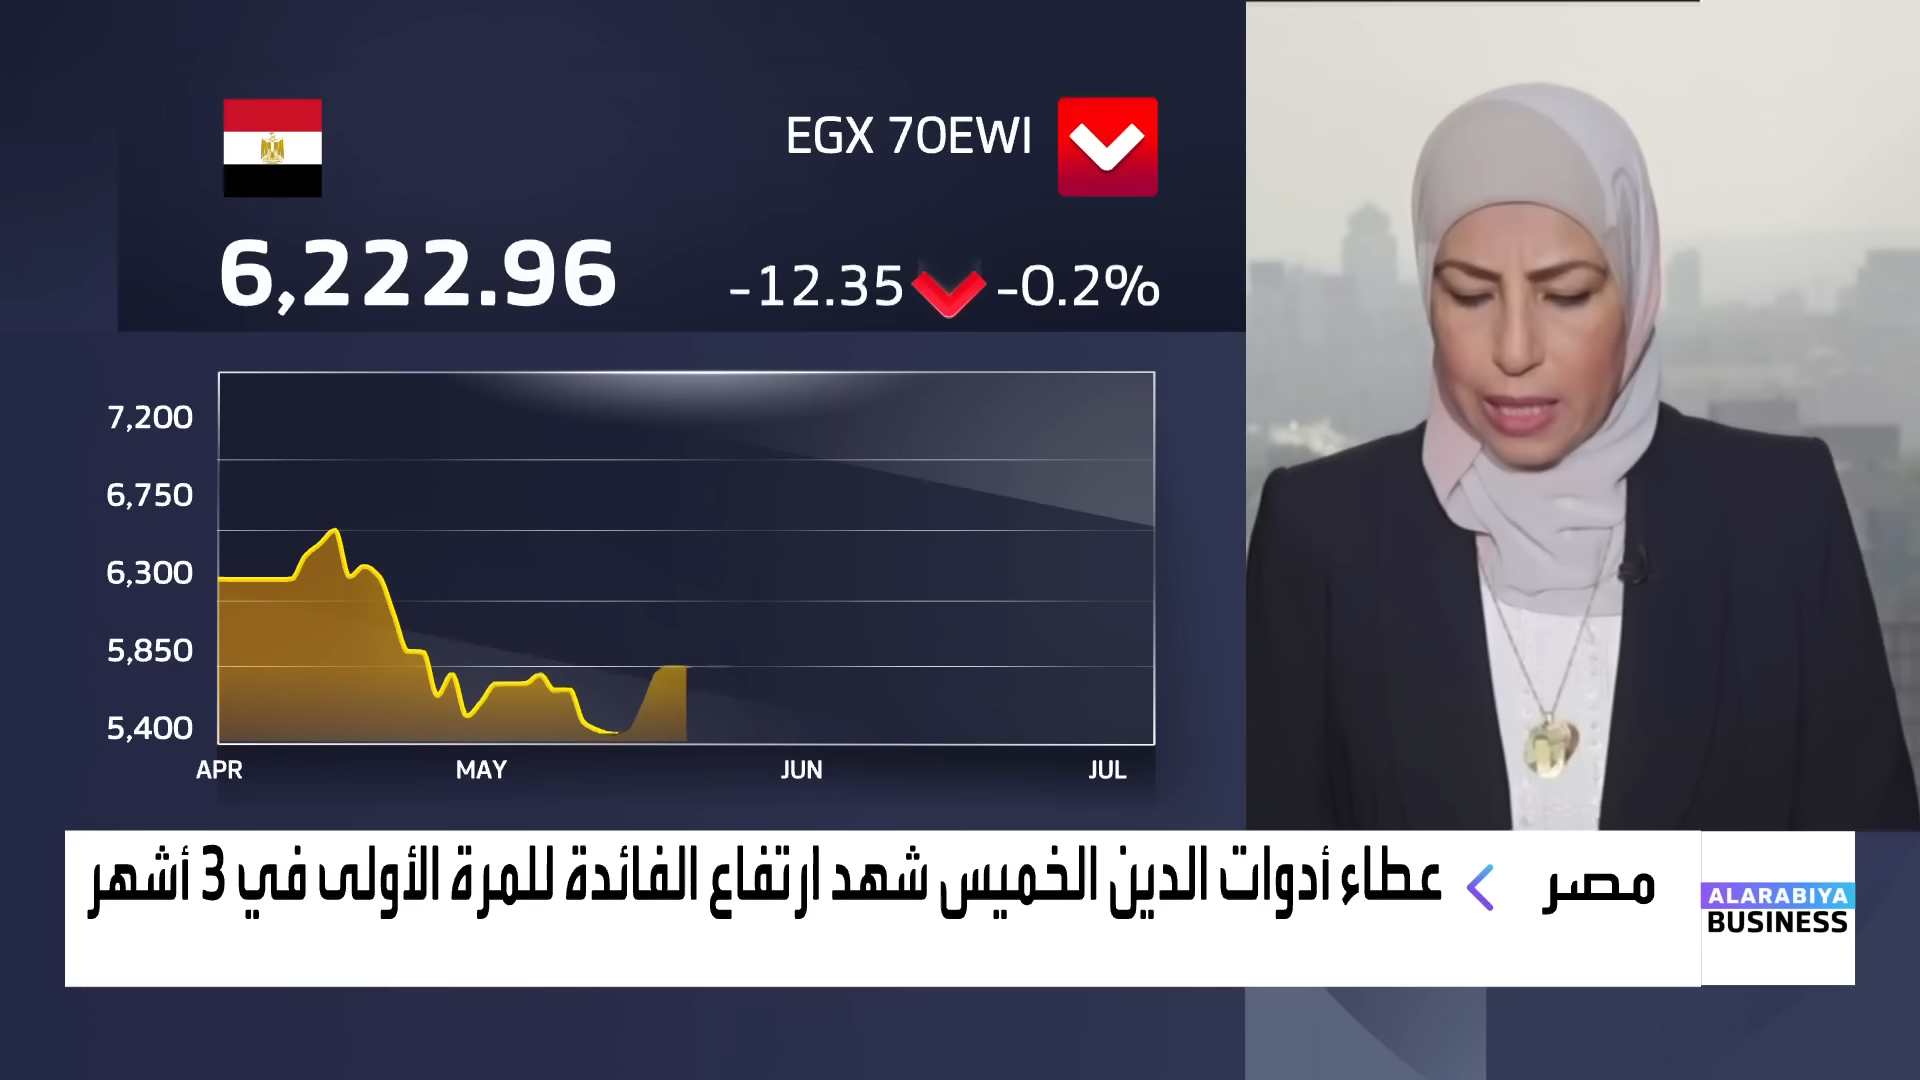 EGX 70EWI
6,222.96
-12.35 -0.2%
7,200
6,750
6,300
5,850
5,400
APR MAY JUN JUL
مصر
عطاء أدوات الدين الخميس شهد ارتفاع الفائدة للمرة الأولى في 3 أشهر
ALARABIYA
BUSINESS